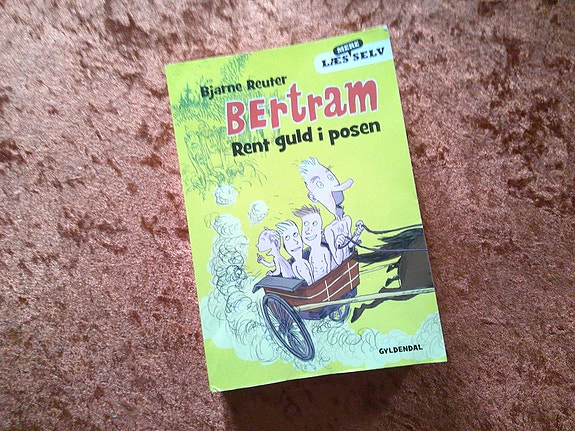 MERE
LÆS SELV
Bjarne Reuter
BErtram
Rent guld i posen
GYLDENDAL